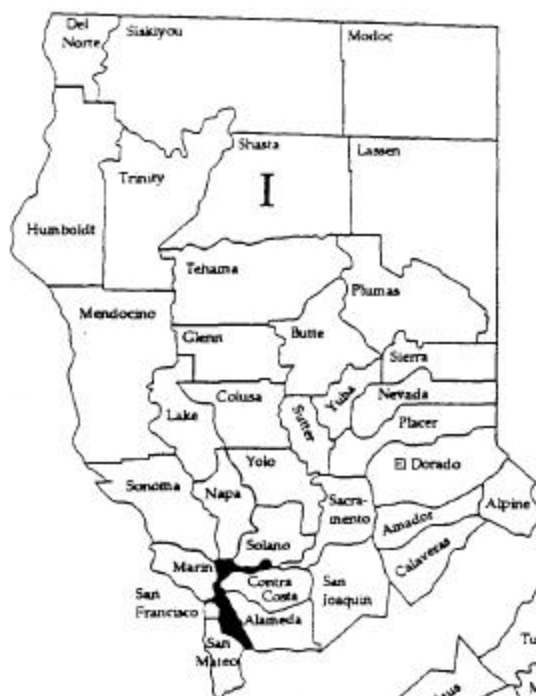 Del
Norte
Siskiyou
Modoc
Shasta
Lassen
Trinity
I
Humboldt
Tehama
Plumas
Mendocino
Glenn
Butte
Sierra
Colusa
Yuba
Nevada
Lake
Sutter
Placer
Yolo
El Dorado
Sonoma
Napa
Sacra-
mento
Alpine
Amador
Solano
Calaveras
Marin
Contra
Costa
San
Joaquin
San
Francisco
Alameda
San
Mateo
Tu